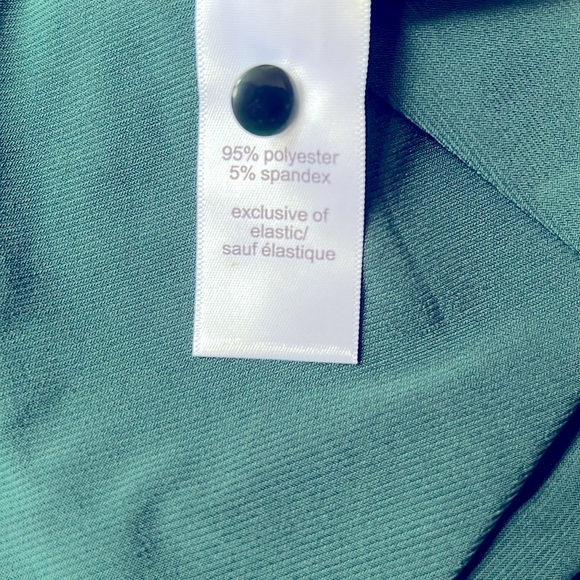 95% polyester
5% spandex
exclusive of
elastic/
sauf élastique